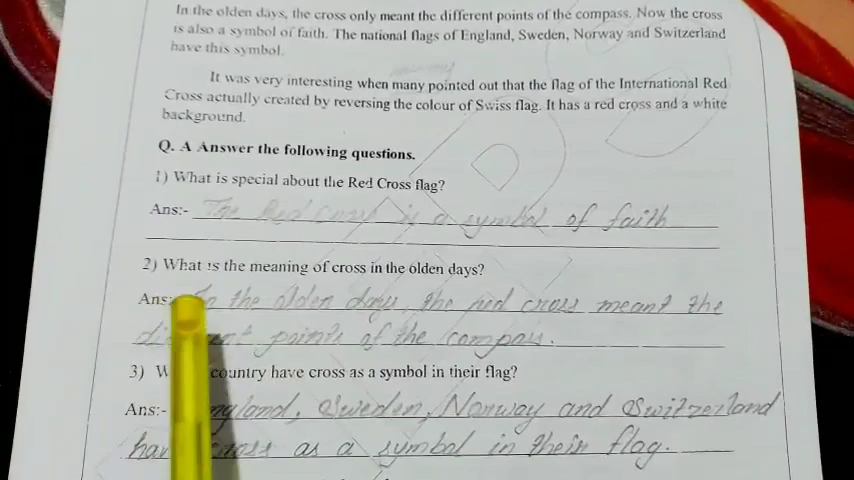 In the olden days, the cross only meant the different points of the compass. Now the cross
is also a symbol of faith. The national flags of England, Sweden, Norway and Switzerland
have this symbol.
It was very interesting when many pointed out that the flag of the International Red
Cross actually created by reversing the colour of Swiss flag. It has a red cross and a white
background.
Q. A Answer the following questions.
1) What is special about the Red Cross flag?
Ans:- The Red Cross is a symbol of faith
2) What is the meaning of cross in the olden days?
Ans: In the olden days, the red cross meant the
points of the compass.
3) country have cross as a symbol in their flag?
Ans:- Sweden, Norway and Switzerland
as a symbol in their flag.